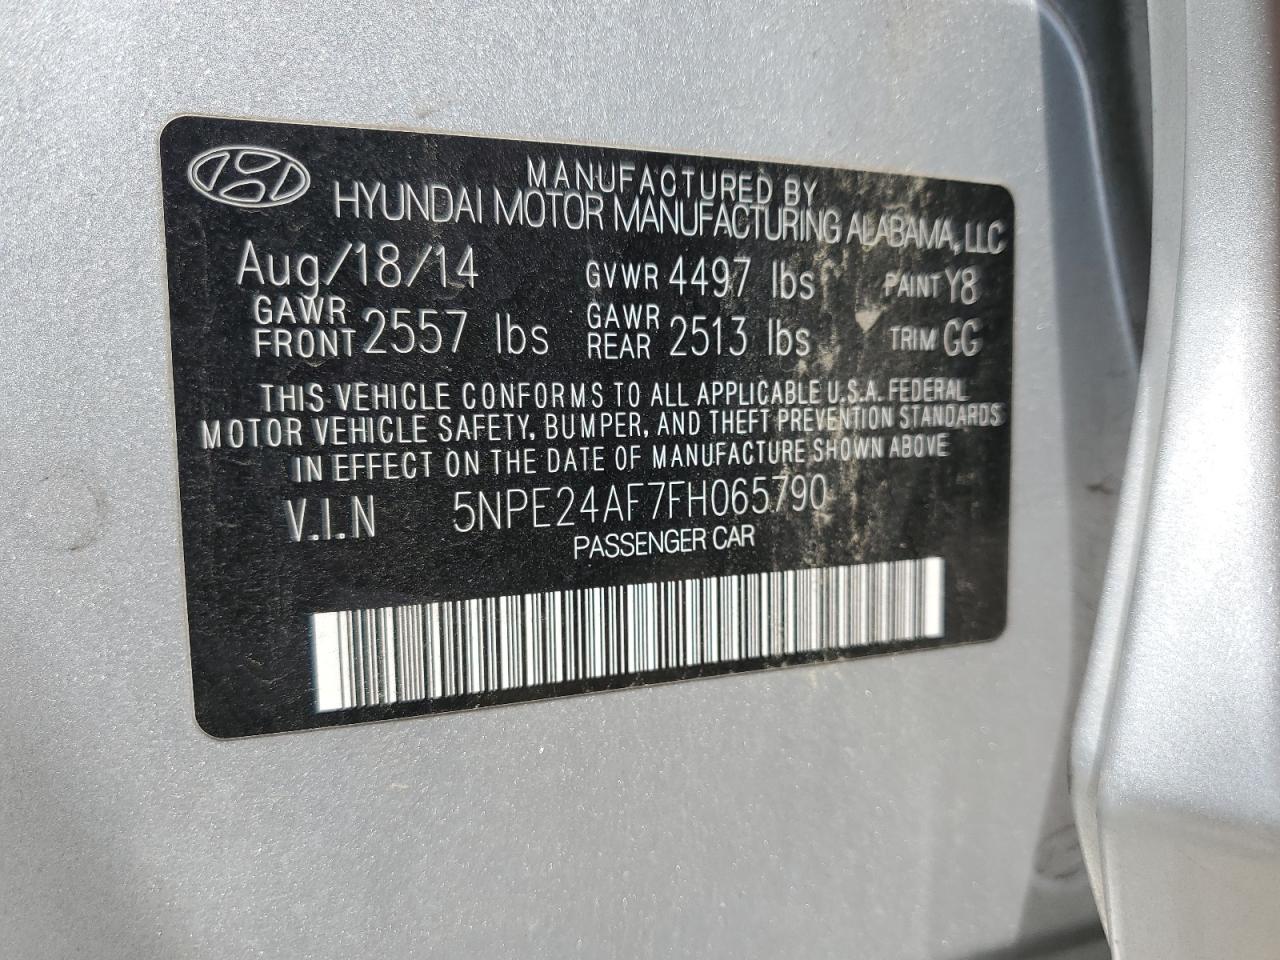 MANUFACTURED BY
HYUNDAI MOTOR MANUFACTURING ALABAMA, LLC
Aug/18/14 GVWR 4497 lbs PAINT Y8
GAWR FRONT 2557 lbs GAWR REAR 2513 lbs TRIM GG
THIS VEHICLE CONFORMS TO ALL APPLICABLE U.S.A. FEDERAL
MOTOR VEHICLE SAFETY, BUMPER, AND THEFT PREVENTION STANDARDS
IN EFFECT ON THE DATE OF MANUFACTURE SHOWN ABOVE
V.I.N 5NPE24AF7FH065790
PASSENGER CAR